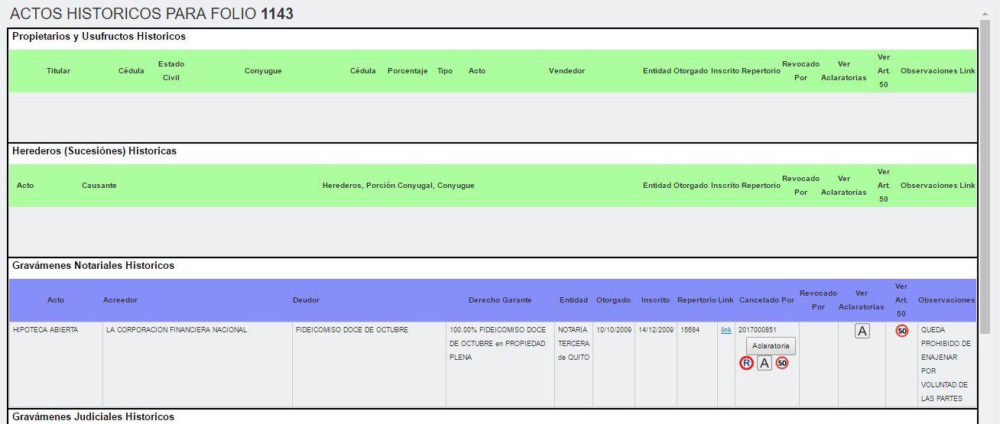 ACTOS HISTORICOS PARA FOLIO 1143
Propietarios y Usufructos Historicos
Titular Cédula Estado Civil Conyugue Cédula Porcentaje Tipo Acto Vendedor Entidad Otorgado Inscrito Repertorio Revocado Por Ver Aclaratorias Ver Art. 50 Observaciones Link
Herederos (Sucesiónes) Historicas
Acto Causante Herederos, Porción Conyugal, Conyugue Entidad Otorgado Inscrito Repertorio Revocado Por Ver Aclaratorias Ver Art. 50 Observaciones Link
Gravámenes Notariales Historicos
Acto Acreedor Deudor Derecho Garante Entidad Otorgado Inscrito Repertorio Link Cancelado Por Revocado Por Ver Aclaratorias Ver Art. 50 Observaciones
HIPOTECA ABIERTA LA CORPORACION FINANCIERA NACIONAL FIDEICOMISO DOCE DE OCTUBRE 100.00% FIDEICOMISO DOCE NOTARIA 10/10/2009 14/12/2009 15684 link 2017000851 A 50 QUEDA
DE OCTUBRE en PROPIEDAD TERCERA Aclaratoria PROHIBIDO DE
PLENA de QUITO R A 50 ENAJENAR
POR
VOLUNTAD DE
LAS PARTES
Gravámenes Judiciales Historicos